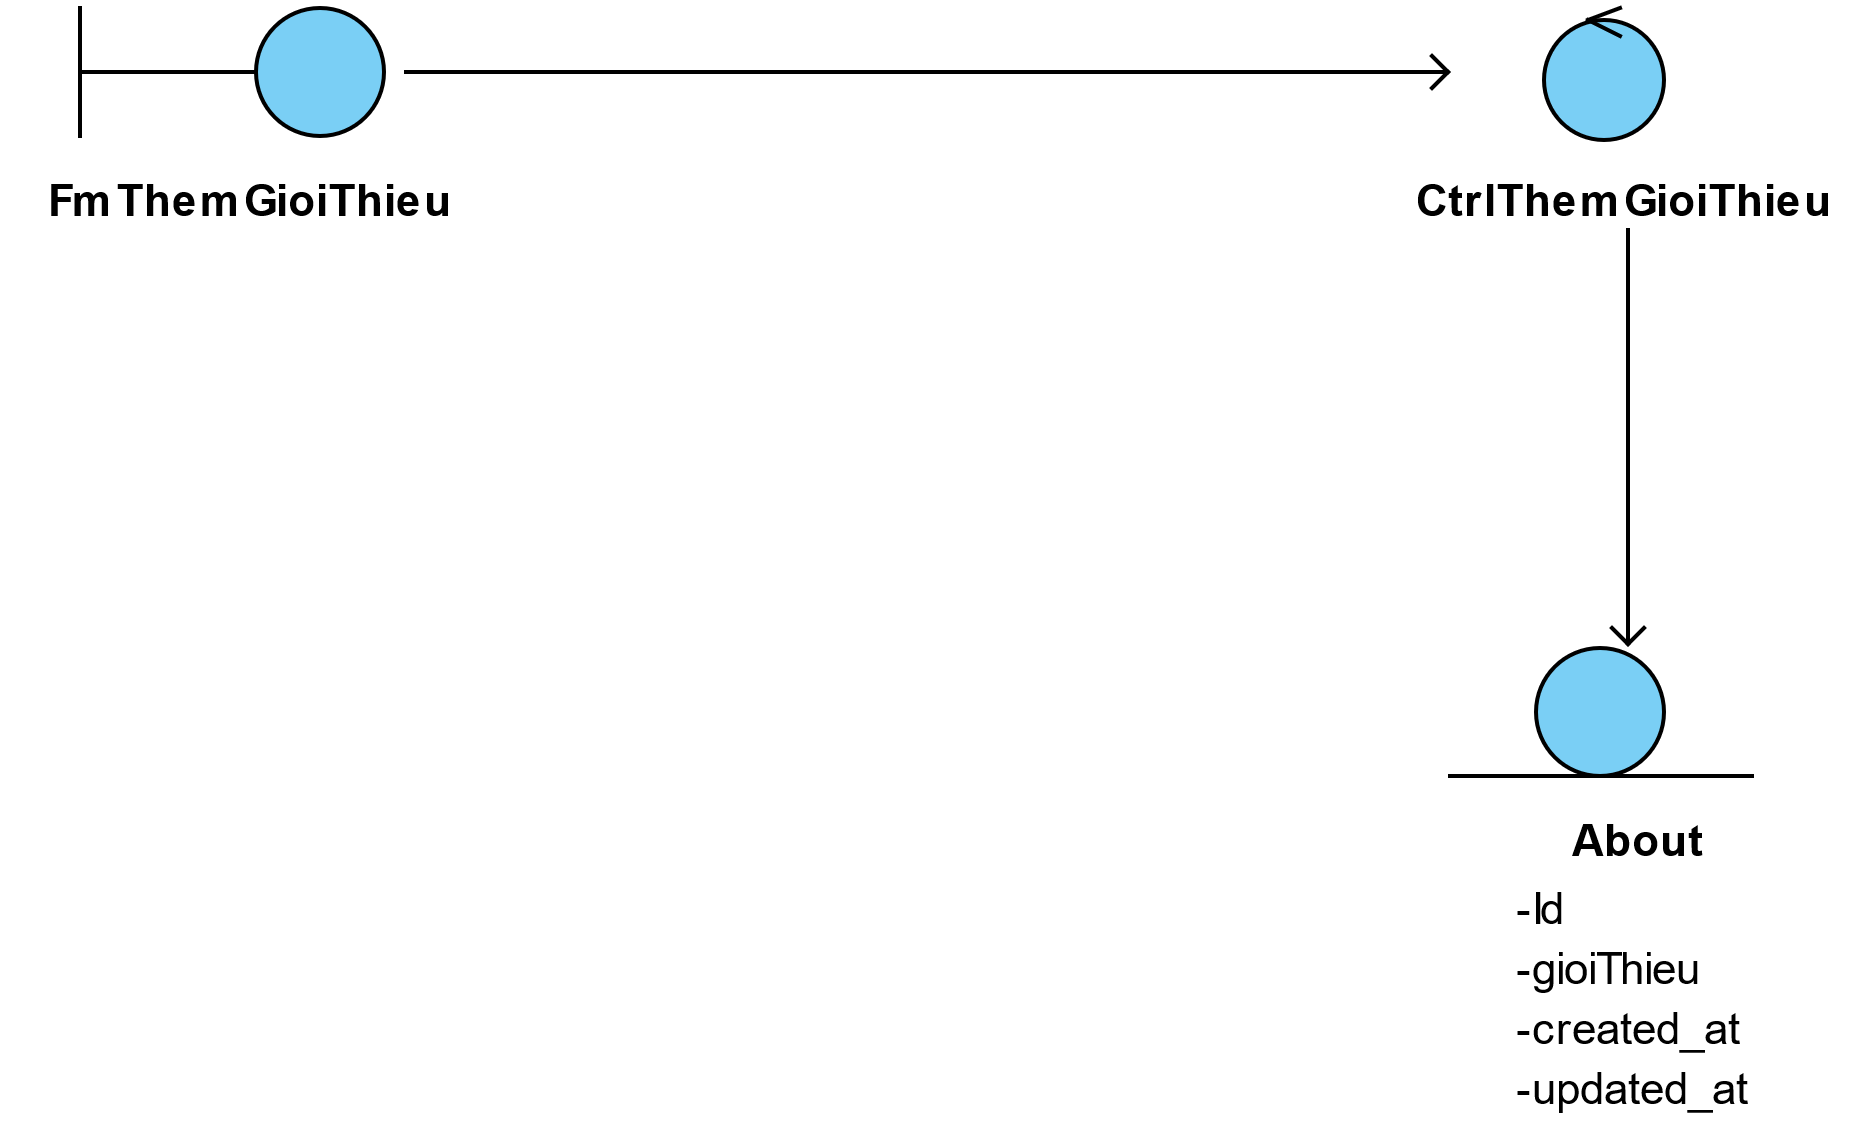 FmThemGioiThieu
CtrlThemGioiThieu
About
-Id
-gioiThieu
-created_at
-updated_at